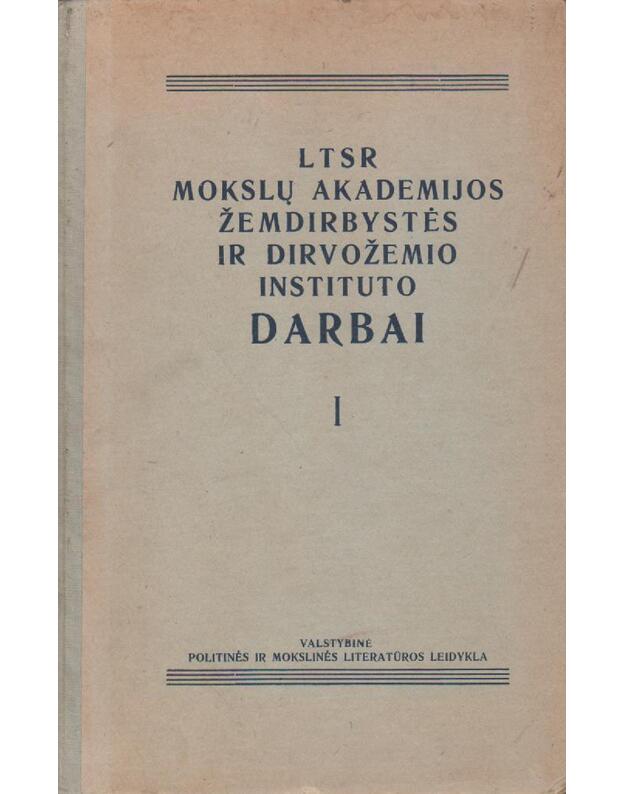 LTSR
MOKSLŲ AKADEMIJOS
ŽEMDIRBYSTĖS
IR DIRVOŽEMIO
INSTITUTO
DARBAI
I
VALSTYBINĖ
POLITINĖS IR MOKSLINĖS LITERATŪROS LEIDYKLA